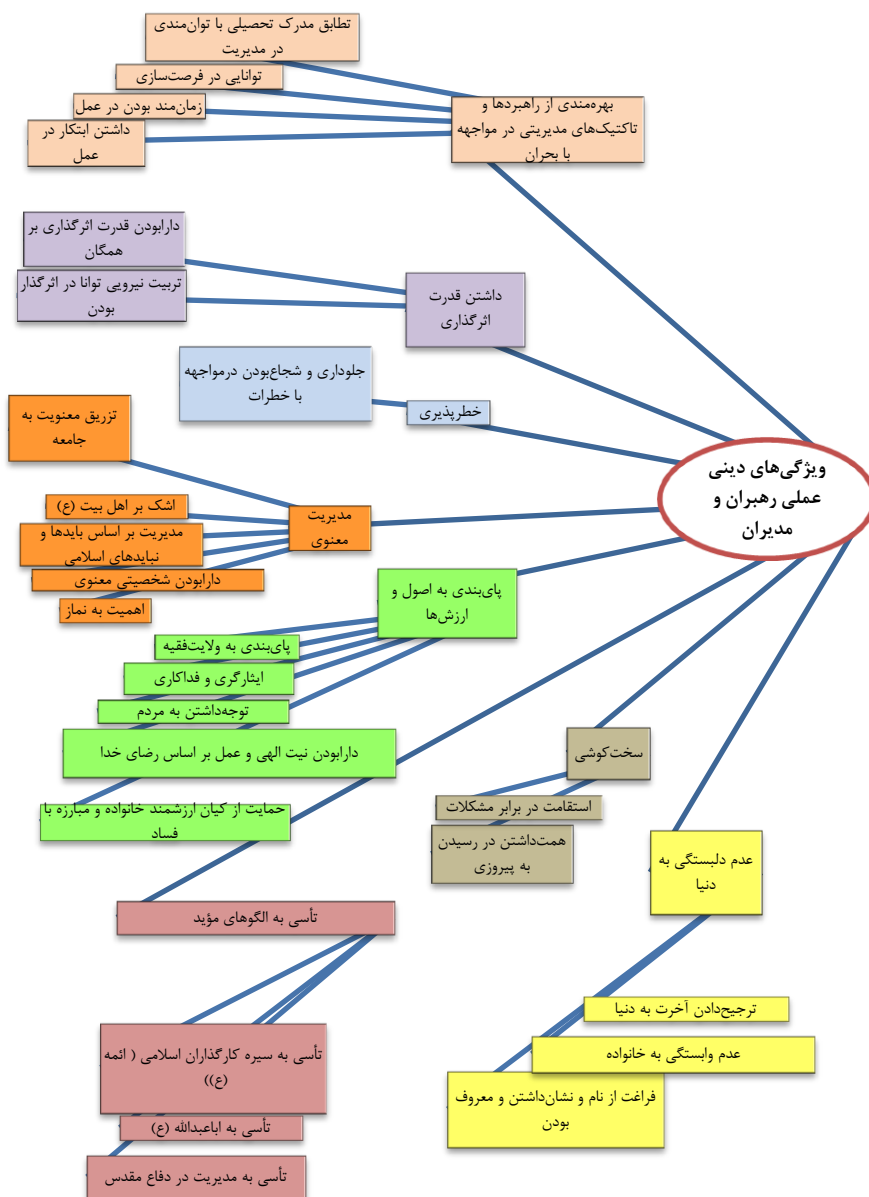 تطابق مدرک تحصیلی با توان‌مندی
در مدیریت
توانایی در فرصت‌سازی
زمان‌مند بودن در عمل
داشتن ابتکار در
عمل
بهره‌مندی از راهبردها و
تاکتیک‌های مدیریتی در مواجهه
با بحران
دارابودن قدرت اثرگذاری بر
همگان
تربیت نیرویی توانا در اثرگذار
بودن
داشتن قدرت
اثرگذاری
جلوداری و شجاع‌بودن درمواجهه
با خطرات
خطرپذیری
ویژگی‌های دینی
عملی رهبران و
مدیران
تزریق معنویت به
جامعه
اشک بر اهل بیت (ع)
مدیریت بر اساس بایدها و
نبایدهای اسلامی
دارابودن شخصیتی معنوی
اهمیت به نماز
مدیریت
معنوی
پای‌بندی به اصول و
ارزش‌ها
پای‌بندی به ولایت‌فقیه
ایثارگری و فداکاری
توجه‌داشتن به مردم
دارابودن نیت الهی و عمل بر اساس رضای خدا
حمایت از کیان ارزشمند خانواده و مبارزه با
فساد
سخت‌کوشی
استقامت در برابر مشکلات
همت‌داشتن در رسیدن
به پیروزی
عدم دلبستگی به
دنیا
ترجیح‌دادن آخرت به دنیا
عدم وابستگی به خانواده
فراغت از نام و نشان‌داشتن و معروف
بودن
تأسی به الگوهای مؤید
تأسی به سیره کارگذاران اسلامی ( ائمه
(ع))
تأسی به اباعبدالله (ع)
تأسی به مدیریت در دفاع مقدس